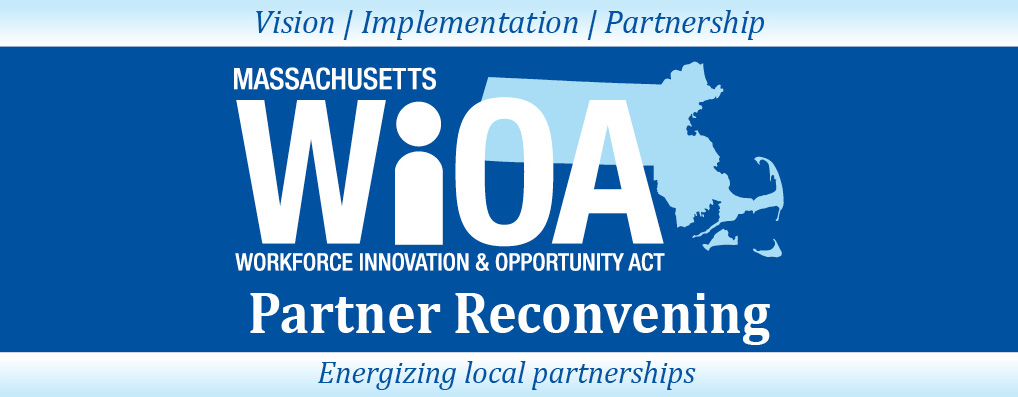 Vision | Implementation | Partnership
MASSACHUSETTS
WiOA
WORKFORCE INNOVATION & OPPORTUNITY ACT
Partner Reconvening
Energizing local partnerships